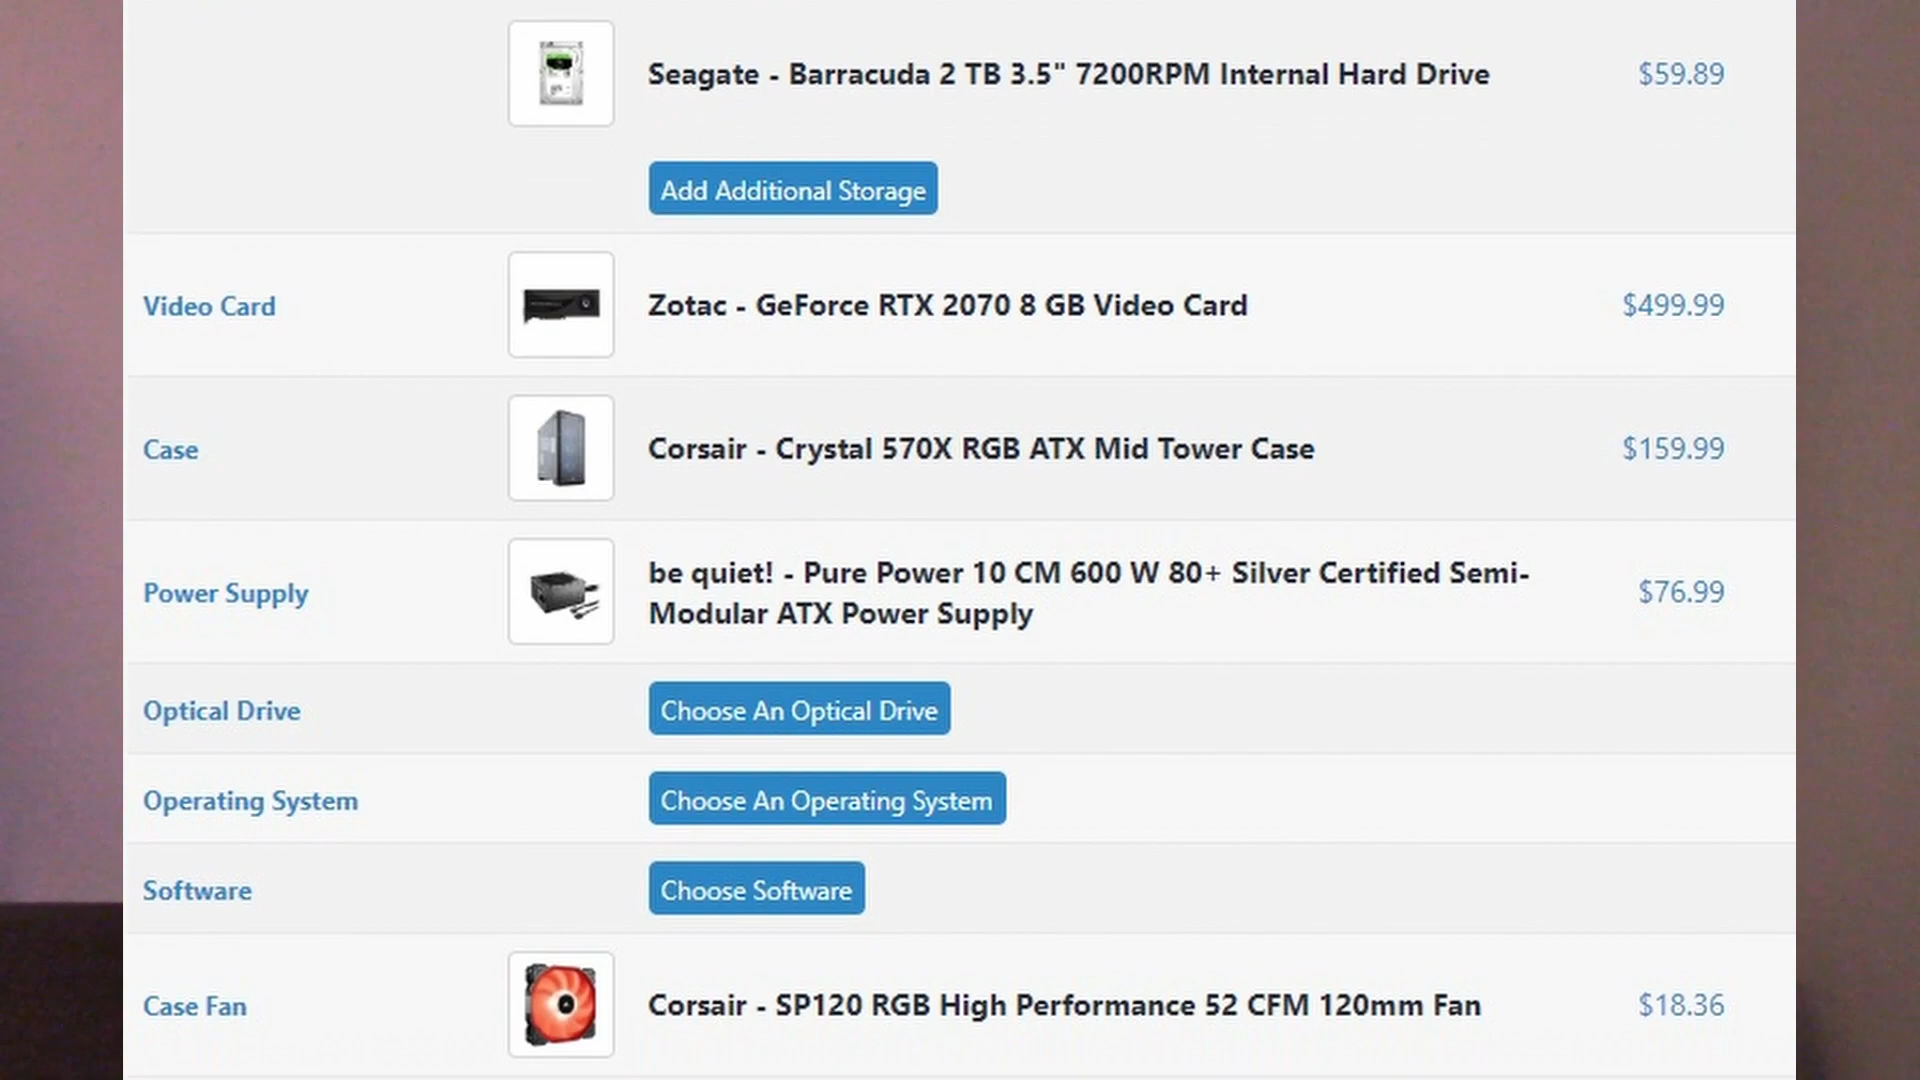 Seagate - Barracuda 2 TB 3.5" 7200RPM Internal Hard Drive $59.89
Add Additional Storage
Video Card Zotac - GeForce RTX 2070 8 GB Video Card $499.99
Case Corsair - Crystal 570X RGB ATX Mid Tower Case $159.99
Power Supply be quiet! - Pure Power 10 CM 600 W 80+ Silver Certified Semi-
Modular ATX Power Supply $76.99
Optical Drive Choose An Optical Drive
Operating System Choose An Operating System
Software Choose Software
Case Fan Corsair - SP120 RGB High Performance 52 CFM 120mm Fan $18.36